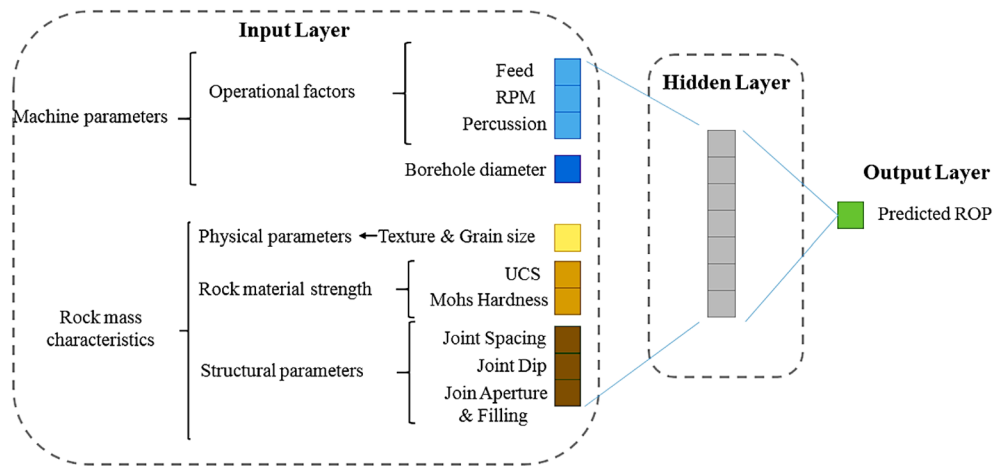 Input Layer
Machine parameters
Operational factors
Feed
RPM
Percussion
Borehole diameter
Rock mass
characteristics
Physical parameters
Texture & Grain size
Rock material strength
UCS
Mohs Hardness
Structural parameters
Joint Spacing
Joint Dip
Join Aperture
& Filling
Hidden Layer
Output Layer
Predicted ROP